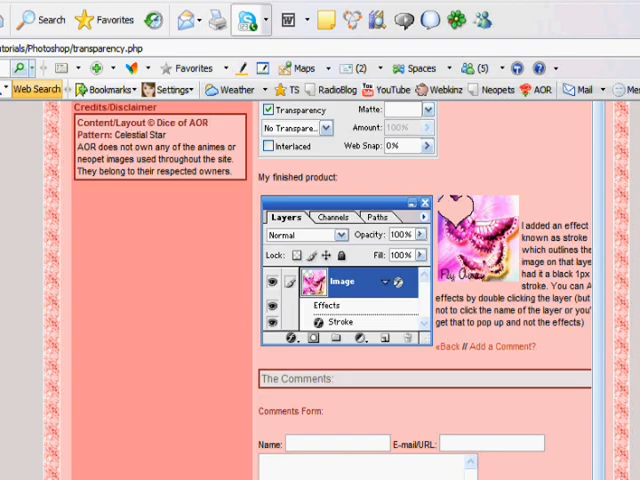 Search Favorites
utorials/Photoshop/transparency.php
Favorites Maps (2) Spaces (5)
Web Search Bookmarks Settings Weather TS RadioBlog YouTube Webkinz Neopets AOR Mail Mess
Credits/Disclaimer
Content/Layout © Dice of AOR
Pattern: Celestial Star
AOR does not own any of the animes or
neopet images used throughout the site.
They belong to their respected owners.
Transparency Matte:
No Transpare... Amount: 100%
Interlaced Web Snap: 0%
My finished product:
Layers Channels Paths
Normal Opacity: 100%
Lock: Fill: 100%
Image
Effects
Stroke
Fly Away
I added an effect
known as stroke
which outlines the
image on that laye
had it a black 1px
stroke. You can A
effects by double clicking the layer (but
not to click the name of the layer or you'
get that to pop up and not the effects)
«Back // Add a Comment?
The Comments:
Comments Form:
Name: E-mail/URL: